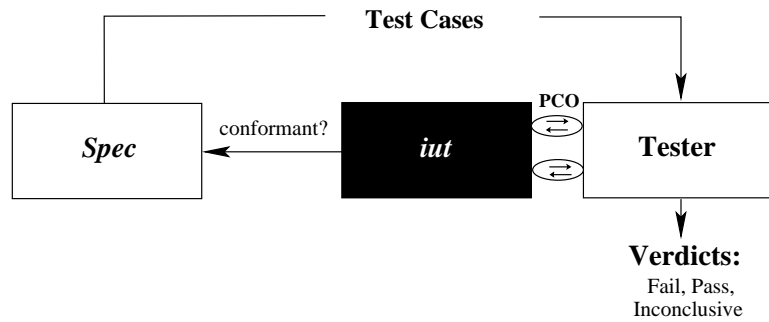 Test Cases
PCO
Spec
conformant?
iut
Tester
Verdicts:
Fail, Pass,
Inconclusive